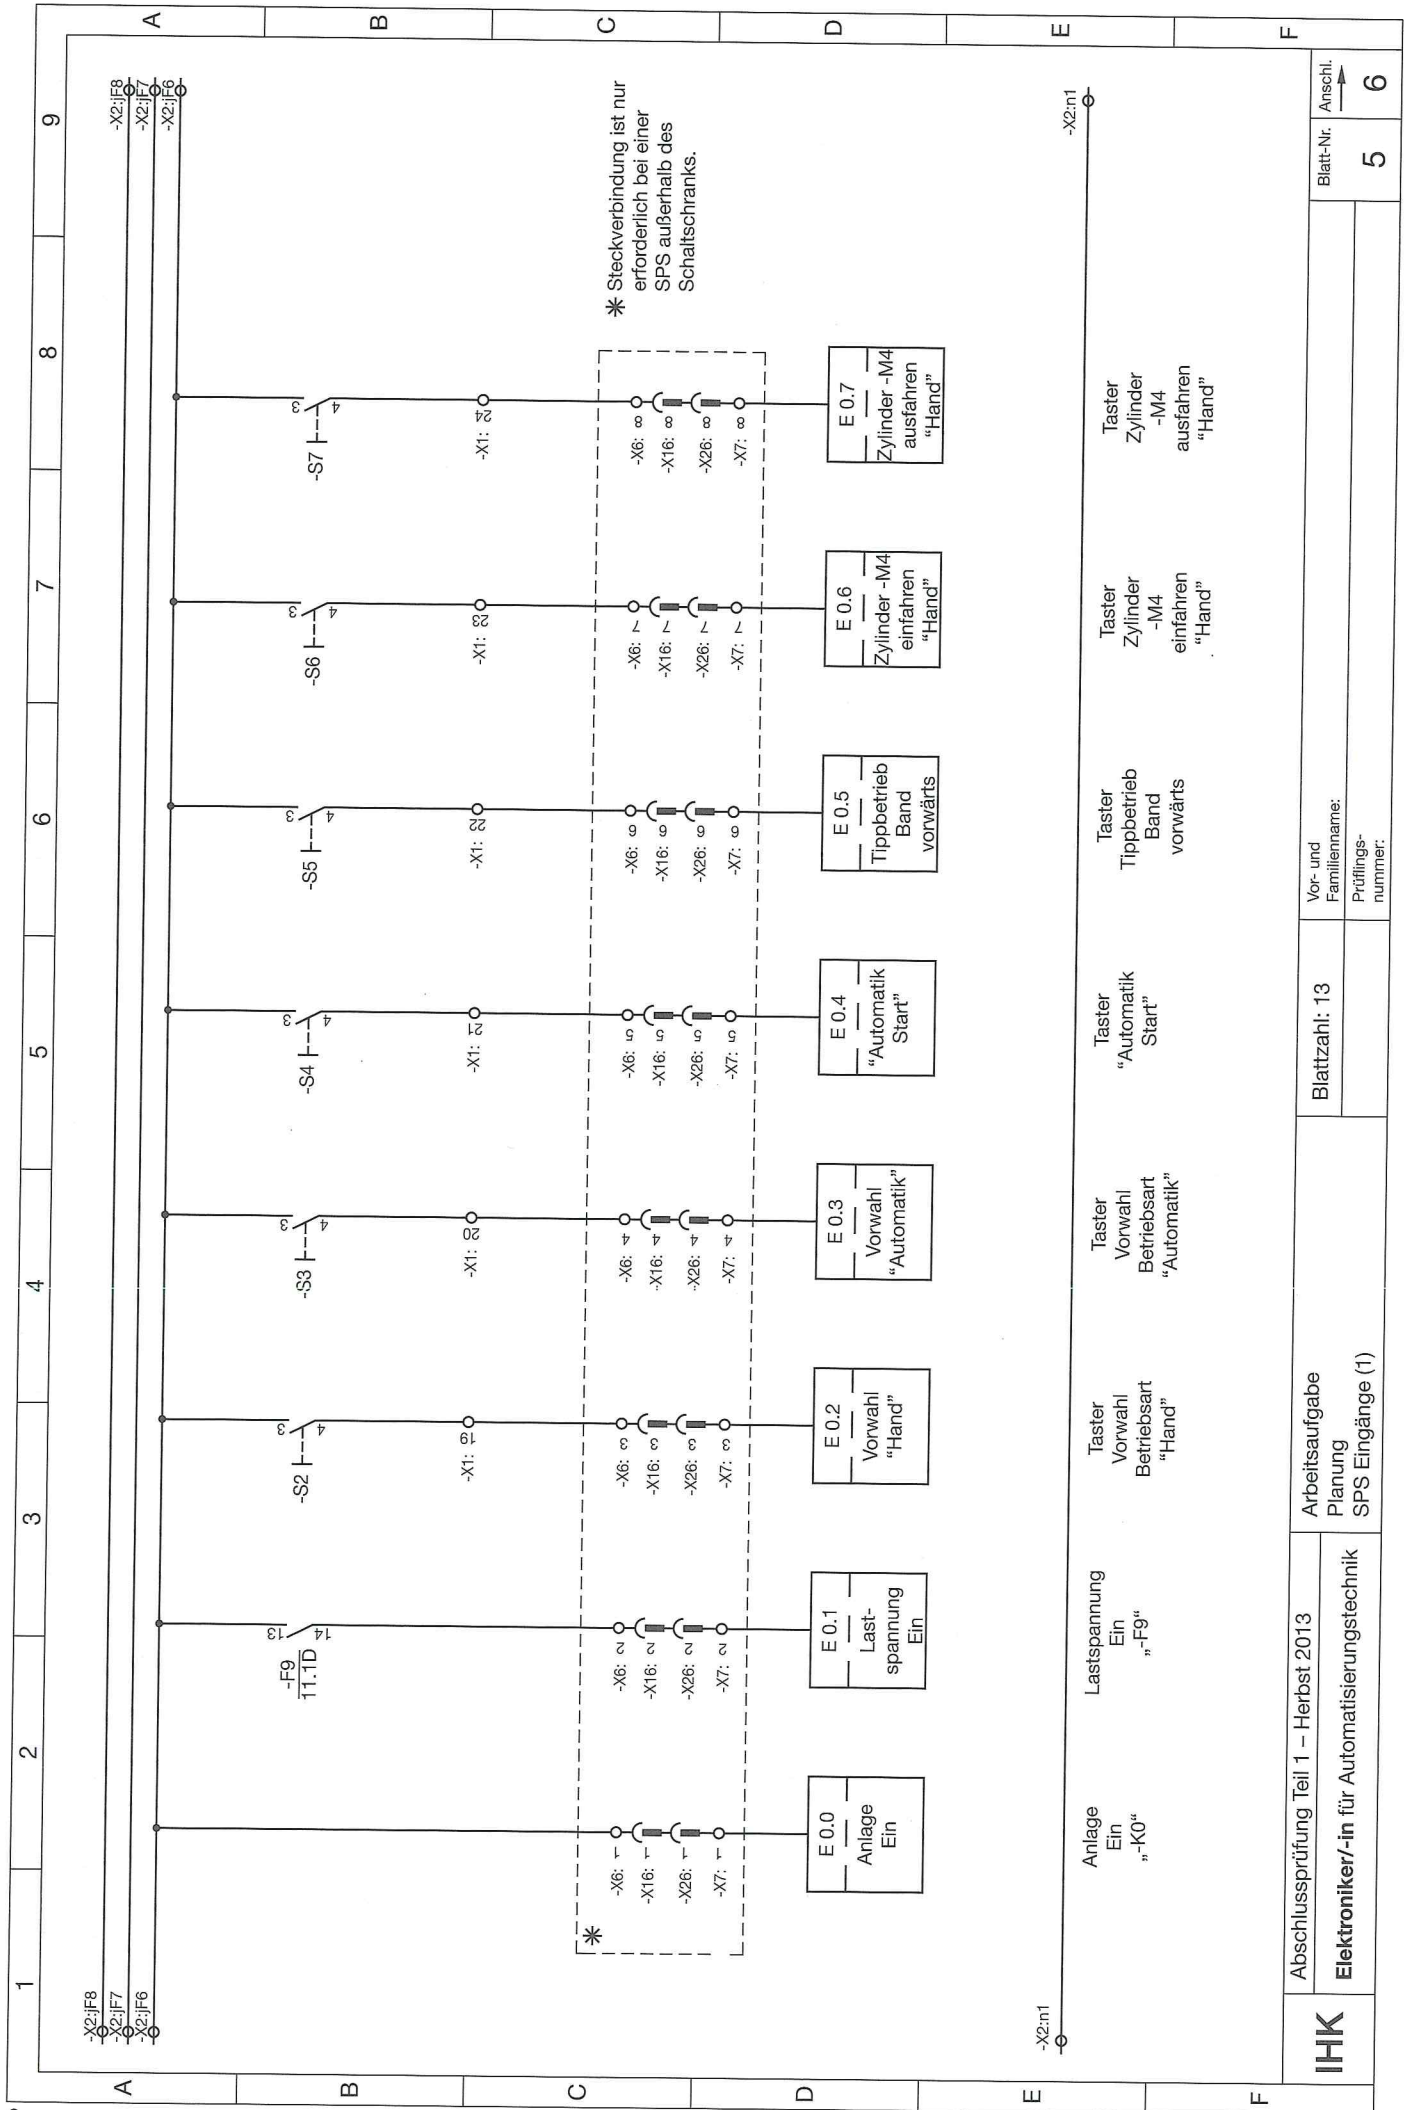 1 2 3 4 5 6 7 8 9
A
B
C
D
E
F
A
B
C
D
E
F
-X2:jF8
-X2:jF7
-X2:jF6
-X2:jF8
-X2:jF7
-X2:jF6
-F9
11.1D
13
14
-S2
3
4
-S3
3
4
-S4
3
4
-S5
3
4
-S6
3
4
-S7
3
4
-X1: 19
-X1: 20
-X1: 21
-X1: 22
-X1: 23
-X1: 24
✳ Steckverbindung ist nur
erforderlich bei einer
SPS außerhalb des
Schaltschranks.
✳
-X6: 1
-X16: 1
-X26: 1
-X7: 1
-X6: 2
-X16: 2
-X26: 2
-X7: 2
-X6: 3
-X16: 3
-X26: 3
-X7: 3
-X6: 4
-X16: 4
-X26: 4
-X7: 4
-X6: 5
-X16: 5
-X26: 5
-X7: 5
-X6: 6
-X16: 6
-X26: 6
-X7: 6
-X6: 7
-X16: 7
-X26: 7
-X7: 7
-X6: 8
-X16: 8
-X26: 8
-X7: 8
E 0.0
Anlage
Ein
E 0.1
Last-
spannung
Ein
E 0.2
Vorwahl
“Hand”
E 0.3
Vorwahl
“Automatik”
E 0.4
“Automatik
Start”
E 0.5
Tippbetrieb
Band
vorwärts
E 0.6
Zylinder -M4
einfahren
“Hand”
E 0.7
Zylinder -M4
ausfahren
“Hand”
-X2:n1
-X2:n1
Anlage
Ein
„-K0“
Lastspannung
Ein
„-F9“
Taster
Vorwahl
Betriebsart
“Hand”
Taster
Vorwahl
Betriebsart
“Automatik”
Taster
“Automatik
Start”
Taster
Tippbetrieb
Band
vorwärts
Taster
Zylinder
-M4
einfahren
“Hand”
Taster
Zylinder
-M4
ausfahren
“Hand”
IHK
Abschlussprüfung Teil 1 – Herbst 2013
Elektroniker/-in für Automatisierungstechnik
Arbeitsaufgabe
Planung
SPS Eingänge (1)
Blattzahl: 13
Vor- und
Familienname:
Prüflings-
nummer:
Blatt-Nr.
5
Anschl.
6